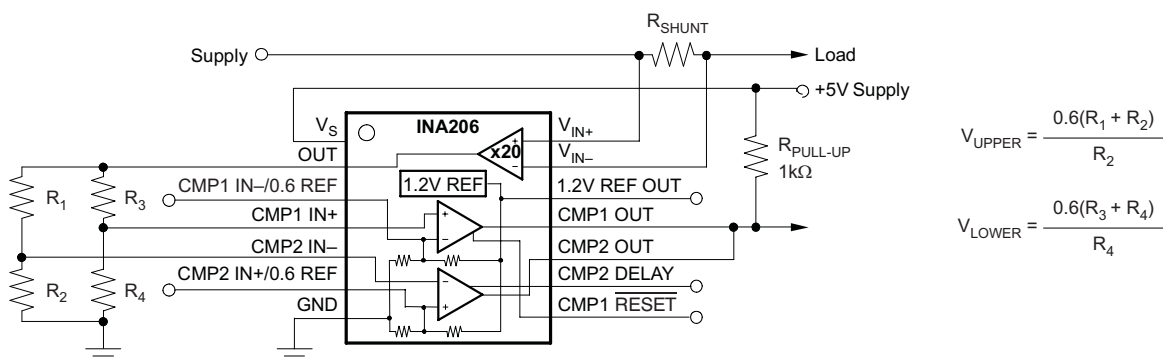 R_SHUNT
Supply
Load
+5V Supply
V_S
INA206
V_IN+
OUT
x20
+
−
V_IN–
R_PULL-UP
1kΩ
R_1
R_3
CMP1 IN–/0.6 REF
1.2V REF
1.2V REF OUT
CMP1 IN+
+
−
CMP1 OUT
CMP2 IN–
CMP2 OUT
R_2
R_4
CMP2 IN+/0.6 REF
−
+
CMP2 DELAY
GND
CMP1 RESET
V_UPPER = 0.6(R_1 + R_2) / R_2
V_LOWER = 0.6(R_3 + R_4) / R_4